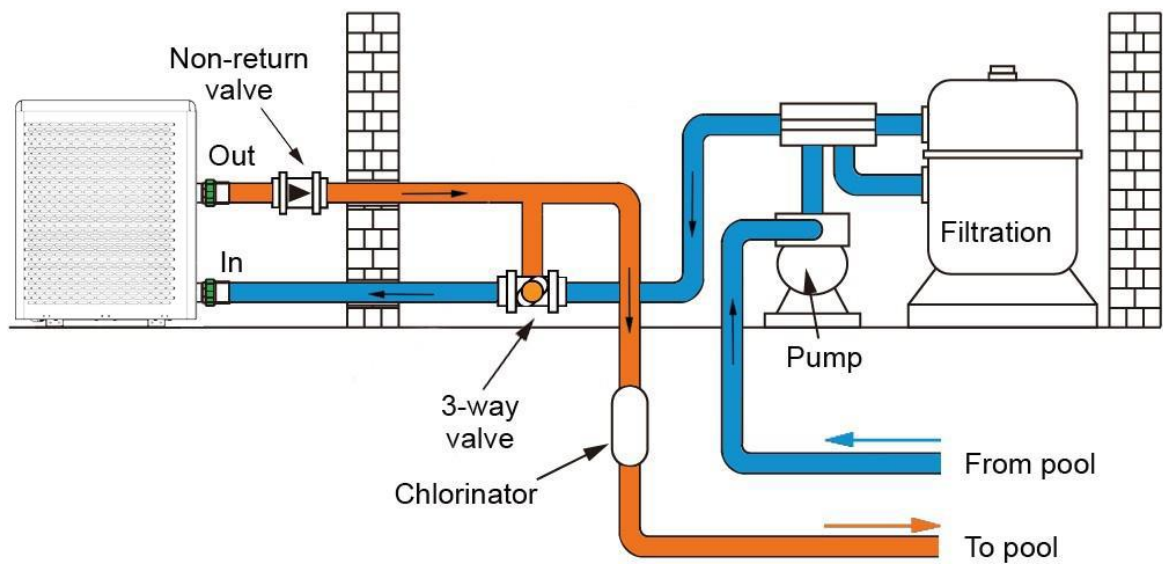 Non-return
valve
Out
In
Filtration
Pump
3-way
valve
Chlorinator
From pool
To pool